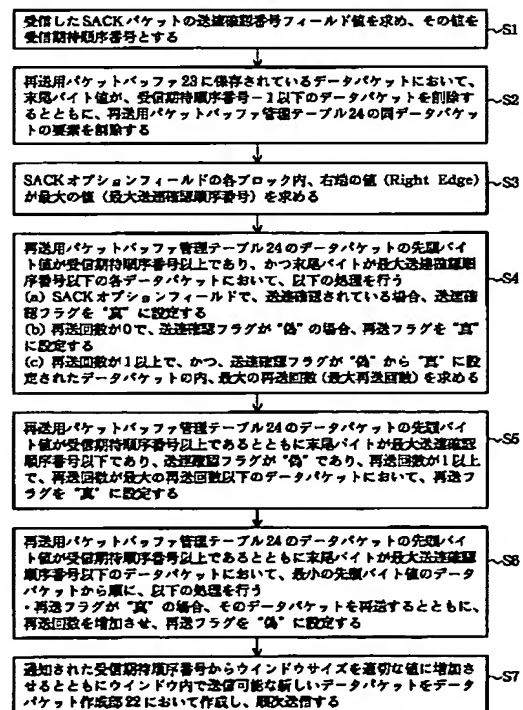 受信したSACKパケットの送達確認番号フィールド値を求め、その値を
受信期待順序番号とする
S1
再送用パケットバッファ23に保存されているデータパケットにおいて、
末尾バイト値が、受信期待順序番号－1以下のデータパケットを削除す
るとともに、再送用パケットバッファ管理テーブル24の同データパケッ
トの要素を削除する
S2
SACKオプションフィールドの各ブロック内、右端の値(Right Edge)
が最大の値(最大送達確認順序番号)を求める
S3
再送用パケットバッファ管理テーブル24のデータパケットの先頭バイ
ト値が受信期待順序番号以上であり、かつ末尾バイトが最大送達確認順
序番号以下の各データパケットにおいて、以下の処理を行う
(a) SACKオプションフィールドで、送達確認されている場合、送達確
認フラグを“真”に設定する
(b) 再送回数が0で、送達確認フラグが“偽”の場合、再送フラグを“真”
に設定する
(c) 再送回数が1以上で、かつ、送達確認フラグが“偽”から“真”に設
定されたデータパケットの内、最大の再送回数(最大再送回数)を求める
S4
再送用パケットバッファ管理テーブル24のデータパケットの先頭バイ
ト値が受信期待順序番号以上であるとともに末尾バイトが最大送達確認
順序番号以下であり、送達確認フラグが“偽”であり、再送回数が1以上
で、再送回数が最大の再送回数以下のデータパケットにおいて、再送フ
ラグを“真”に設定する
S5
再送用パケットバッファ管理テーブル24のデータパケットの先頭バイ
ト値が受信期待順序番号以上であるとともに末尾バイトが最大送達確認
順序番号以下のデータパケットにおいて、最小の先頭バイト値のデータ
パケットから順に、以下の処理を行う
・再送フラグが“真”の場合、そのデータパケットを再送するとともに、
再送回数を増加させ、再送フラグを“偽”に設定する
S6
通知された受信期待順序番号からウインドウサイズを適切な値に増加さ
せるとともにウインドウ内で送信可能な新しいデータパケットをデータ
パケット作成部22において作成し、順次送信する
S7